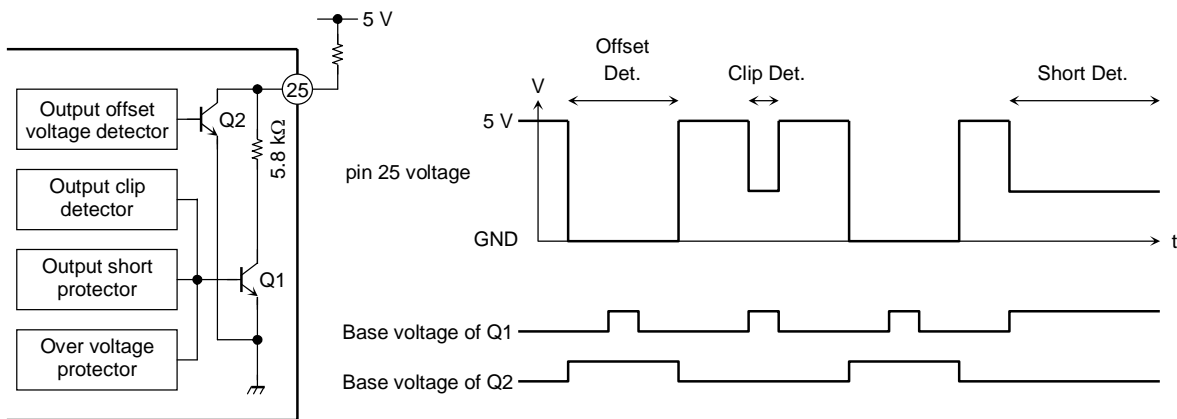 5 V
25
Output offset
voltage detector
Q2
5.8 kΩ
Output clip
detector
Output short
protector
Q1
Over voltage
protector
Offset
Det.
Clip Det.
Short Det.
V
5 V
pin 25 voltage
GND
t
Base voltage of Q1
Base voltage of Q2